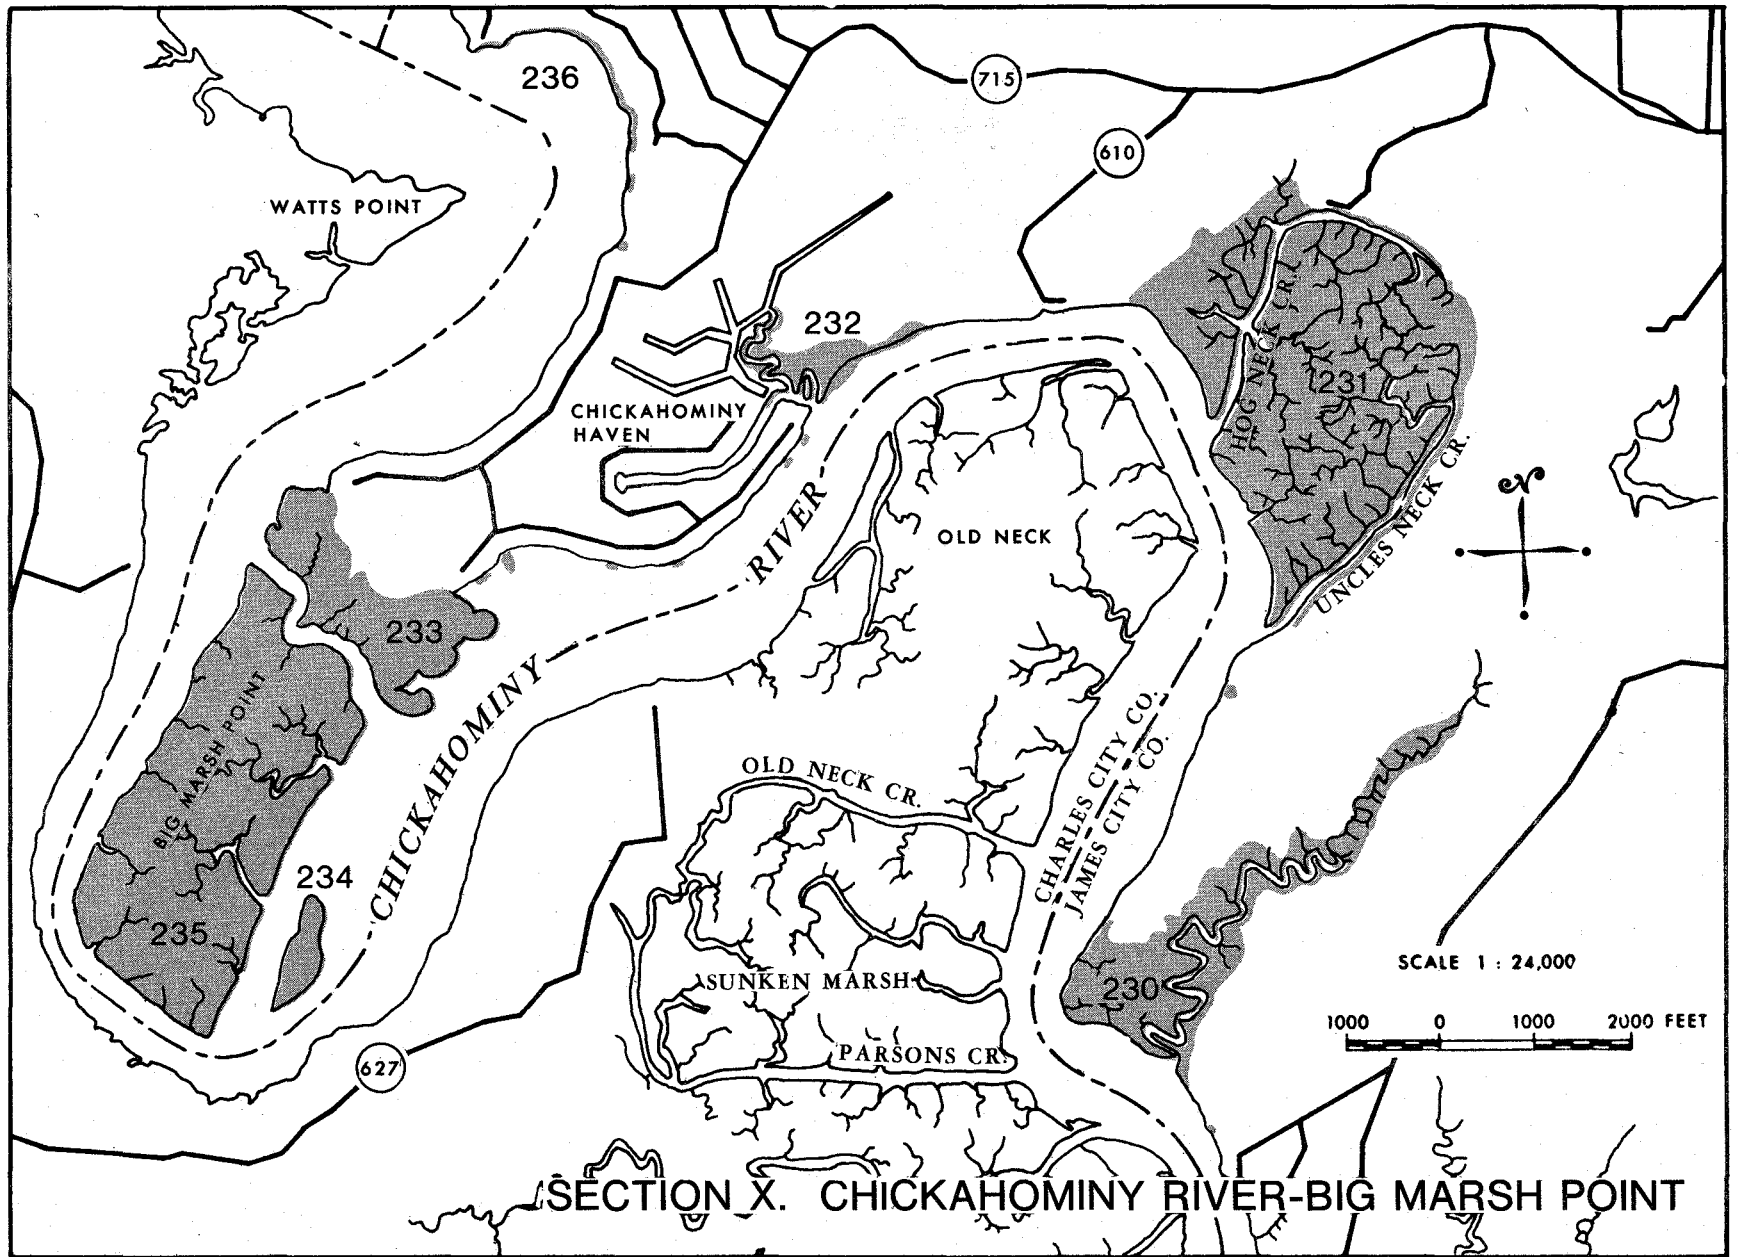 236
715
610
WATTS POINT
232
CHICKAHOMINY
HAVEN
HOG NECK CR.
231
UNCLES NECK CR.
OLD NECK
CHICKAHOMINY RIVER
233
BIG MARSH POINT
OLD NECK CR.
CHARLES CITY CO.
JAMES CITY CO.
234
235
SUNKEN MARSH
230
SCALE 1 : 24,000
1000 0 1000 2000 FEET
PARSONS CR.
627
SECTION X. CHICKAHOMINY RIVER-BIG MARSH POINT